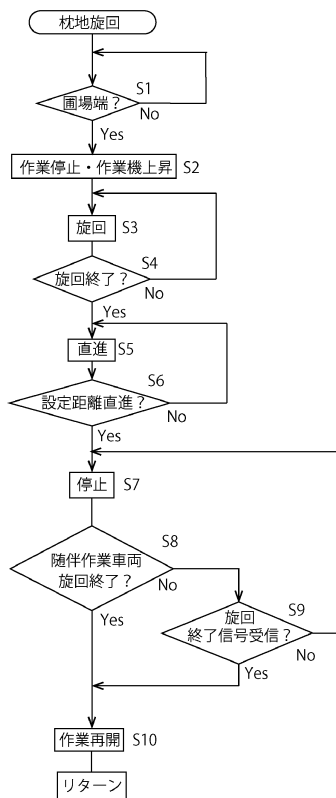 枕地旋回
S1
圃場端？
No
Yes
作業停止・作業機上昇
S2
旋回
S3
S4
旋回終了？
No
Yes
直進
S5
S6
設定距離直進？
No
Yes
停止
S7
S8
随伴作業車両
旋回終了？
No
Yes
S9
旋回
終了信号受信？
No
Yes
作業再開
S10
リターン